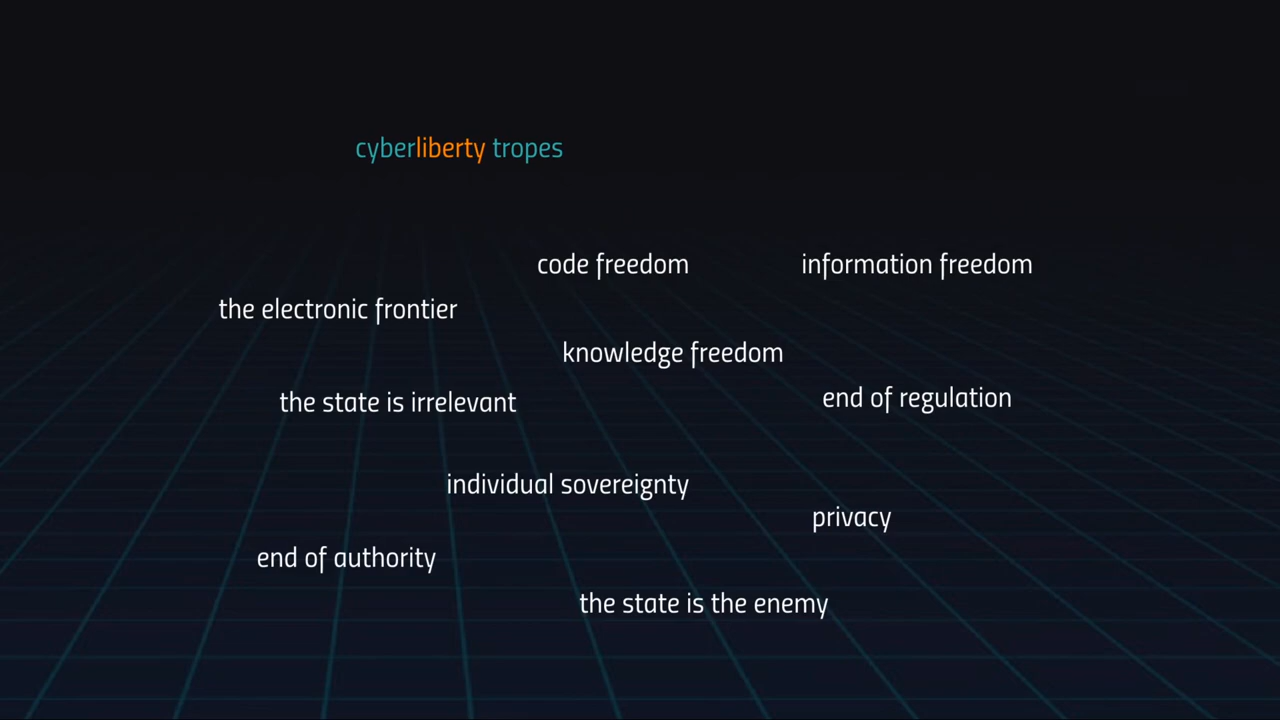 cyberliberty tropes
code freedom
information freedom
the electronic frontier
knowledge freedom
the state is irrelevant
end of regulation
individual sovereignty
privacy
end of authority
the state is the enemy